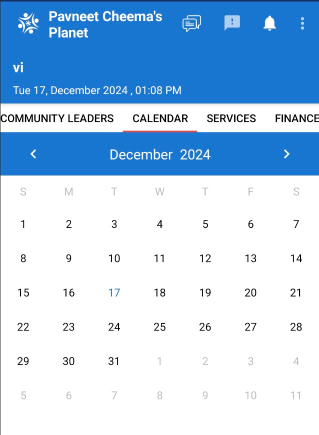 Pavneet Cheema's
Planet
vi
Tue 17, December 2024 , 01:08 PM
COMMUNITY LEADERS CALENDAR SERVICES FINANCE
December 2024
S M T W T F S
1 2 3 4 5 6 7
8 9 10 11 12 13 14
15 16 17 18 19 20 21
22 23 24 25 26 27 28
29 30 31 1 2 3 4
5 6 7 8 9 10 11